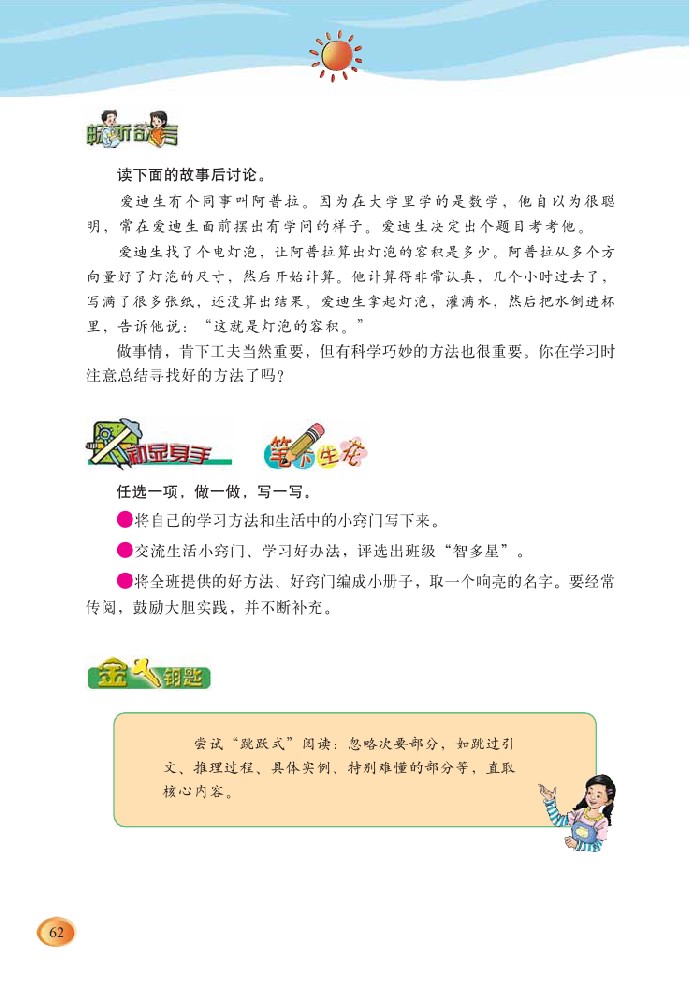 畅所欲言
读下面的故事后讨论。
爱迪生有个同事叫阿普拉。因为在大学里学的是数学，他自以为很聪
明，常在爱迪生面前摆出有学问的样子。爱迪生决定出个题目考考他。
爱迪生找了个电灯泡，让阿普拉算出灯泡的容积是多少。阿普拉从多个方
向量好了灯泡的尺寸，然后开始计算。他计算得非常认真，几个小时过去了，
写满了很多张纸，还没算出结果。爱迪生拿起灯泡，灌满水，然后把水倒进杯
里，告诉他说：“这就是灯泡的容积。”
做事情，肯下工夫当然重要，但有科学巧妙的方法也很重要。你在学习时
注意总结寻找好的方法了吗？
初显身手 笔下生花
任选一项，做一做，写一写。
●将自己的学习方法和生活中的小窍门写下来。
●交流生活小窍门、学习好办法，评选出班级“智多星”。
●将全班提供的好方法、好窍门编成小册子，取一个响亮的名字。要经常
传阅，鼓励大胆实践，并不断补充。
金钥匙
尝试“跳跃式”阅读：忽略次要部分，如跳过引
文、推理过程、具体实例、特别难懂的部分等，直取
核心内容。
62